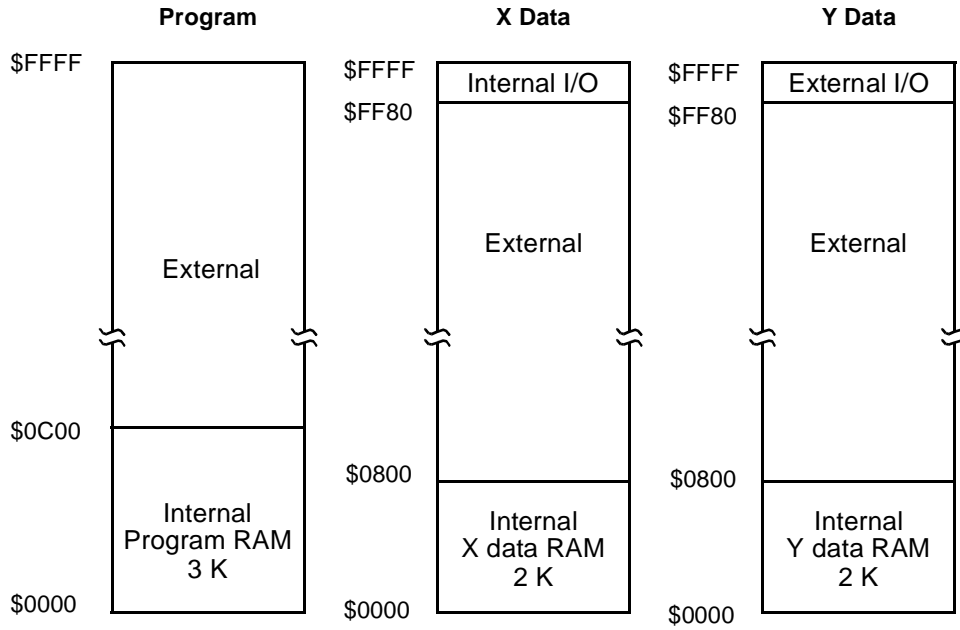 Program
X Data
Y Data
$FFFF
$FFFF
Internal I/O
$FFFF
External I/O
$FF80
$FF80
External
External
External
$0C00
$0800
$0800
Internal
Program RAM
3 K
Internal
X data RAM
2 K
Internal
Y data RAM
2 K
$0000
$0000
$0000